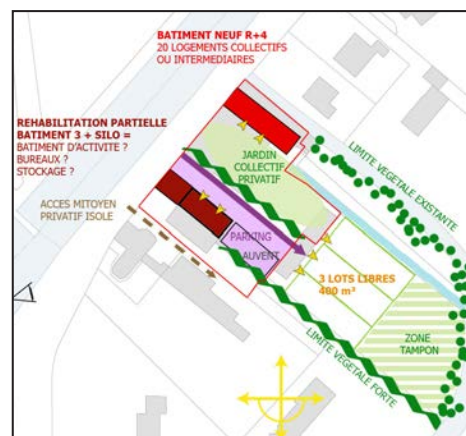 BATIMENT NEUF R+4
20 LOGEMENTS COLLECTIFS
OU INTERMEDIAIRES
REHABILITATION PARTIELLE
BATIMENT 3 + SILO =
BATIMENT D'ACTIVITE ?
BUREAUX ?
STOCKAGE ?
JARDIN
COLLECTIF
PRIVATIF
LIMITE VEGETALE EXISTANTE
ACCES MITOYEN
PRIVATIF ISOLE
PARKING
AUVENT
3 LOTS LIBRES
400 m²
LIMITE VEGETALE FORTE
ZONE
TAMPON